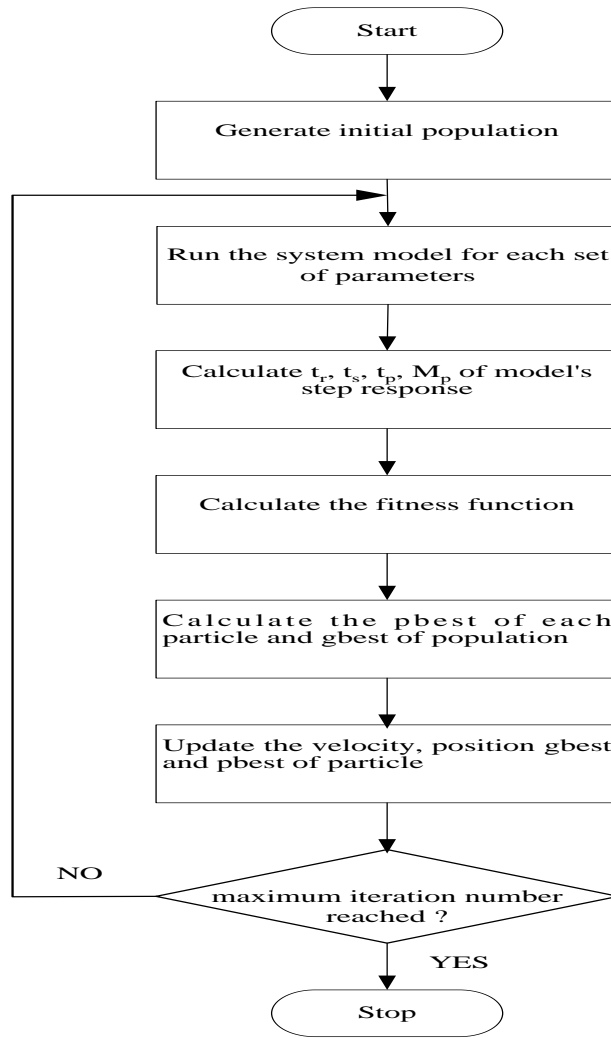 Start
Generate initial population
Run the system model for each set
of parameters
Calculate tr, ts, tp, Mp of model's
step response
Calculate the fitness function
Calculate the pbest of each
particle and gbest of population
Update the velocity, position gbest
and pbest of particle
NO
maximum iteration number
reached ?
YES
Stop